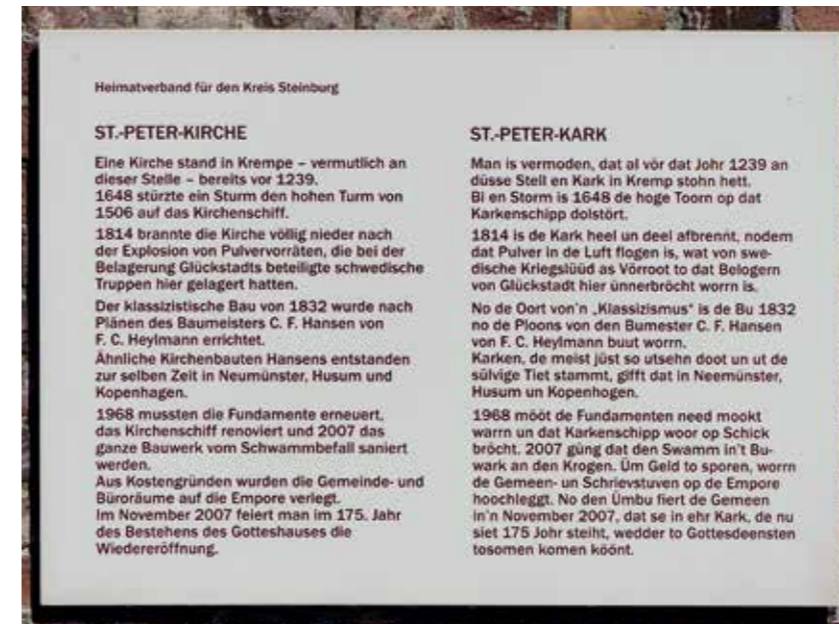 Heimatverband für den Kreis Steinburg
ST.-PETER-KIRCHE
Eine Kirche stand in Krempe – vermutlich an
dieser Stelle – bereits vor 1239.
1648 stürzte ein Sturm den hohen Turm von
1506 auf das Kirchenschiff.
1814 brannte die Kirche völlig nieder nach
der Explosion von Pulvervorräten, die bei der
Belagerung Glückstadts beteiligte schwedische
Truppen hier gelagert hatten.
Der klassizistische Bau von 1832 wurde nach
Plänen des Baumeisters C. F. Hansen von
F. C. Heylmann errichtet.
Ähnliche Kirchenbauten Hansens entstanden
zur selben Zeit in Neumünster, Husum und
Kopenhagen.
1968 mussten die Fundamente erneuert,
das Kirchenschiff renoviert und 2007 das
ganze Bauwerk vom Schwammbefall saniert
werden.
Aus Kostengründen wurden die Gemeinde- und
Büroräume auf die Empore verlegt.
Im November 2007 feiert man im 175. Jahr
des Bestehens des Gotteshauses die
Wiedereröffnung.
ST.-PETER-KARK
Man is vermoden, dat al vör dat Johr 1239 an
düsse Stell en Kark in Kremp stohn hett.
Bi en Storm is 1648 de hoge Toorn op dat
Karkenschipp dolstört.
1814 is de Kark heel un deel afbrennt, nodem
dat Pulver in de Luft flogen is, wat von swe-
dische Kriegslüüd as Vörroot to dat Belogern
von Glückstadt hier ünnerbröcht worrn is.
No de Oort von'n „Klassizismus" is de Bu 1832
no de Ploons von den Bumester C. F. Hansen
von F. C. Heylmann buut worrn.
Karken, de meist jüst so utsehn doot un ut de
sülvige Tiet stammt, gifft dat in Neemünster,
Husum un Kopenhogen.
1968 mööt de Fundamenten need mookt
warrn un dat Karkenschipp woor op Schick
bröcht. 2007 güng dat den Swamm in't Bu-
wark an den Krogen. Üm Geld to sporen, worrn
de Gemeen- un Schrievstuven op de Empore
hoochleggt. No den Ümbu fiert de Gemeen
in'n November 2007, dat se in ehr Kark, de nu
siet 175 Johr steiht, wedder to Gottesdeensten
tosomen komen köönt.